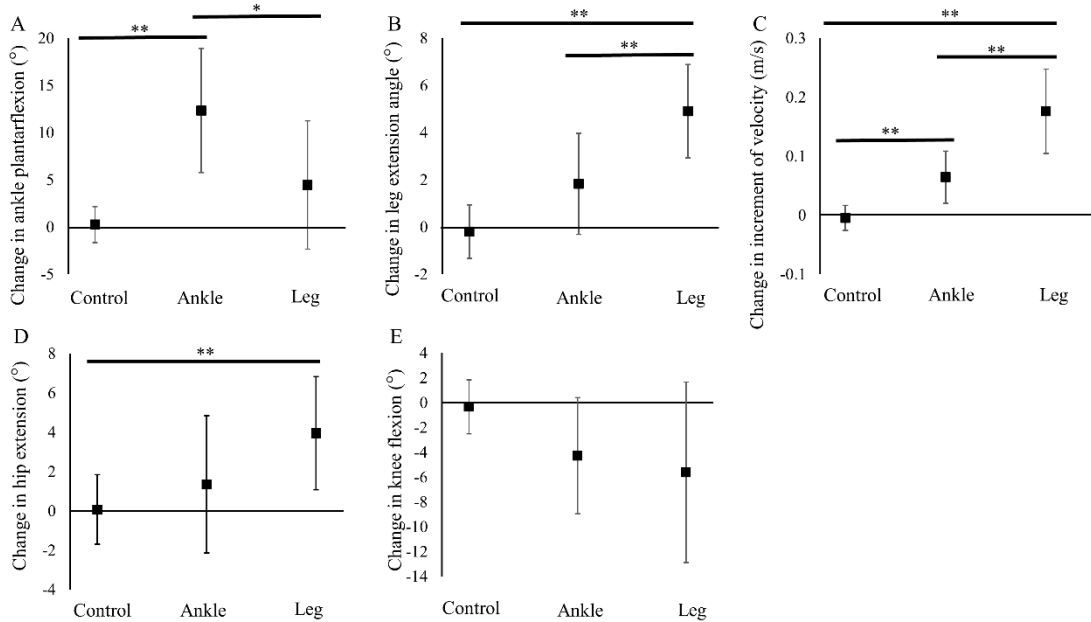 A
Change in ankle plantarflexion (°)
20
15
10
5
0
-5
**
*
Control Ankle Leg
B
Change in leg extension angle (°)
8
6
4
2
0
-2
**
**
Control Ankle Leg
C
Change in increment of velocity (m/s)
0.3
0.2
0.1
0
-0.1
**
**
**
Control Ankle Leg
D
Change in hip extension (°)
8
6
4
2
0
-2
-4
**
Control Ankle Leg
E
Change in knee flexion (°)
4
2
0
-2
-4
-6
-8
-10
-12
-14
Control Ankle Leg